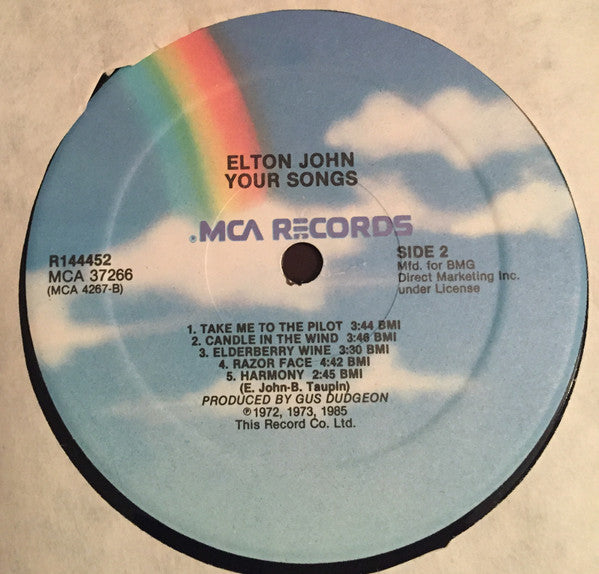 ELTON JOHN
YOUR SONGS
®MCA RECORDS
R144452
MCA 37266
(MCA 4267-B)
SIDE 2
Mfd. for BMG
Direct Marketing Inc.
under License
1. TAKE ME TO THE PILOT 3:44 BMI
2. CANDLE IN THE WIND 3:46 BMI
3. ELDERBERRY WINE 3:30 BMI
4. RAZOR FACE 4:42 BMI
5. HARMONY 2:45 BMI
(E. John-B. Taupin)
PRODUCED BY GUS DUDGEON
℗1972, 1973, 1985
This Record Co. Ltd.